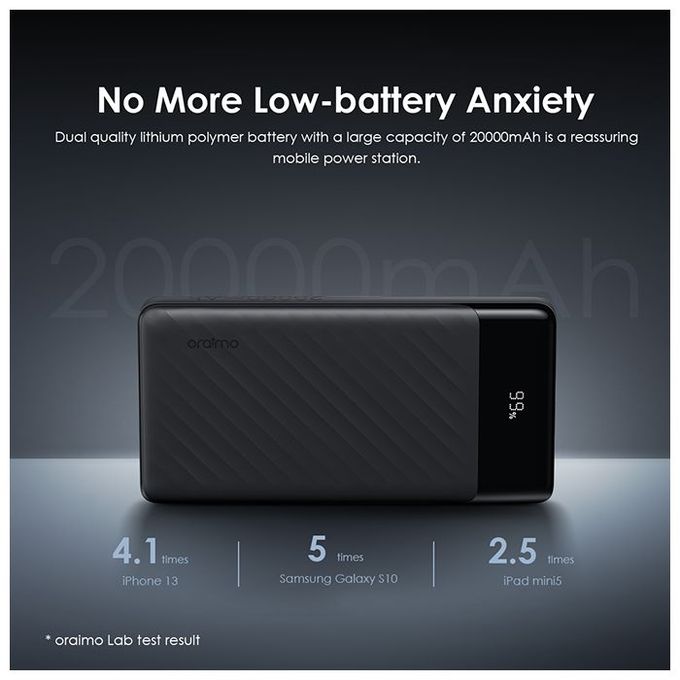 No More Low-battery Anxiety
Dual quality lithium polymer battery with a large capacity of 20000mAh is a reassuring
mobile power station.
20000mAh
oraimo
99%
4.1 times
iPhone 13
5 times
Samsung Galaxy S10
2.5 times
iPad mini5
* oraimo Lab test result